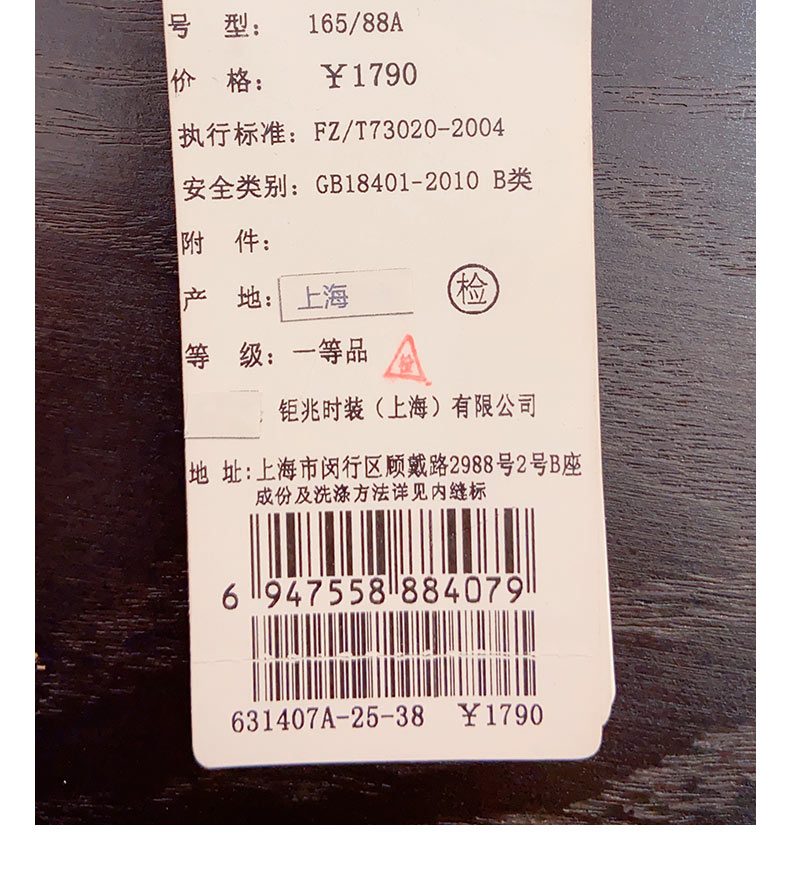 号 型： 165/88A
价 格： ￥1790
执行标准：FZ/T73020-2004
安全类别：GB18401-2010 B类
附 件：
产 地：上海 检
等 级：一等品
钜兆时装（上海）有限公司
地 址：上海市闵行区顾戴路2988号2号B座
成份及洗涤方法详见内缝标
6 947558 884079
631407A-25-38 ￥1790